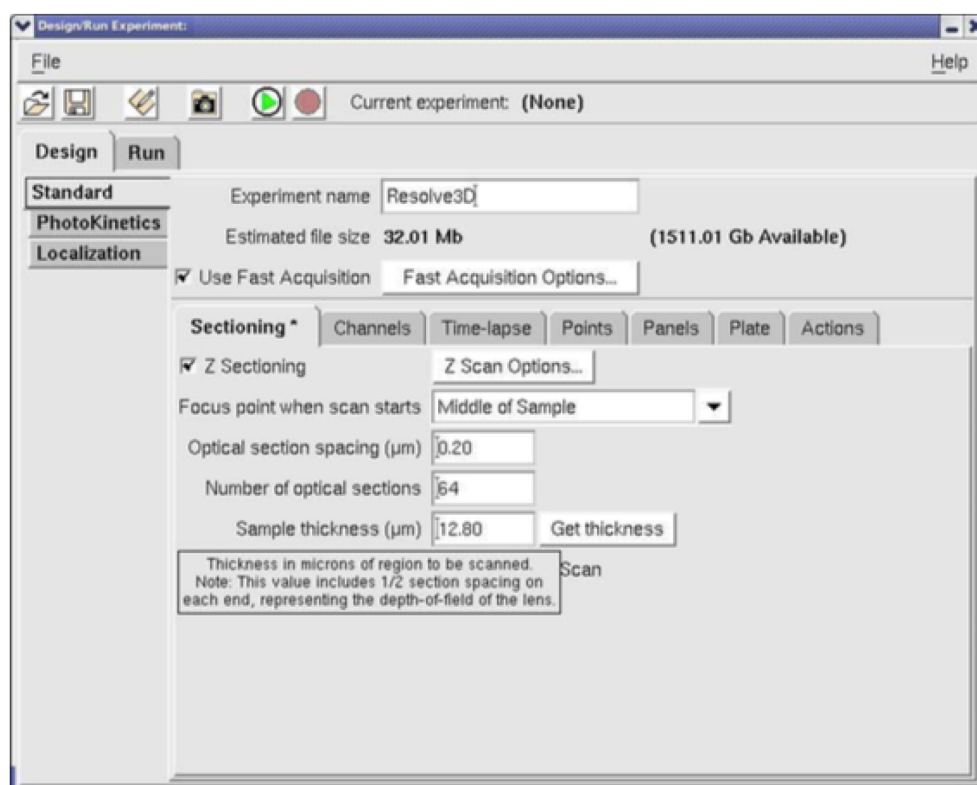 Design/Run Experiment:
File Help
Current experiment: (None)
Design Run
Standard
PhotoKinetics
Localization
Experiment name Resolve3D
Estimated file size 32.01 Mb (1511.01 Gb Available)
Use Fast Acquisition Fast Acquisition Options...
Sectioning * Channels Time-lapse Points Panels Plate Actions
Z Sectioning Z Scan Options...
Focus point when scan starts Middle of Sample
Optical section spacing (µm) 0.20
Number of optical sections 64
Sample thickness (µm) 12.80 Get thickness
Thickness in microns of region to be scanned.
Note: This value includes 1/2 section spacing on
each end, representing the depth-of-field of the lens.
Scan